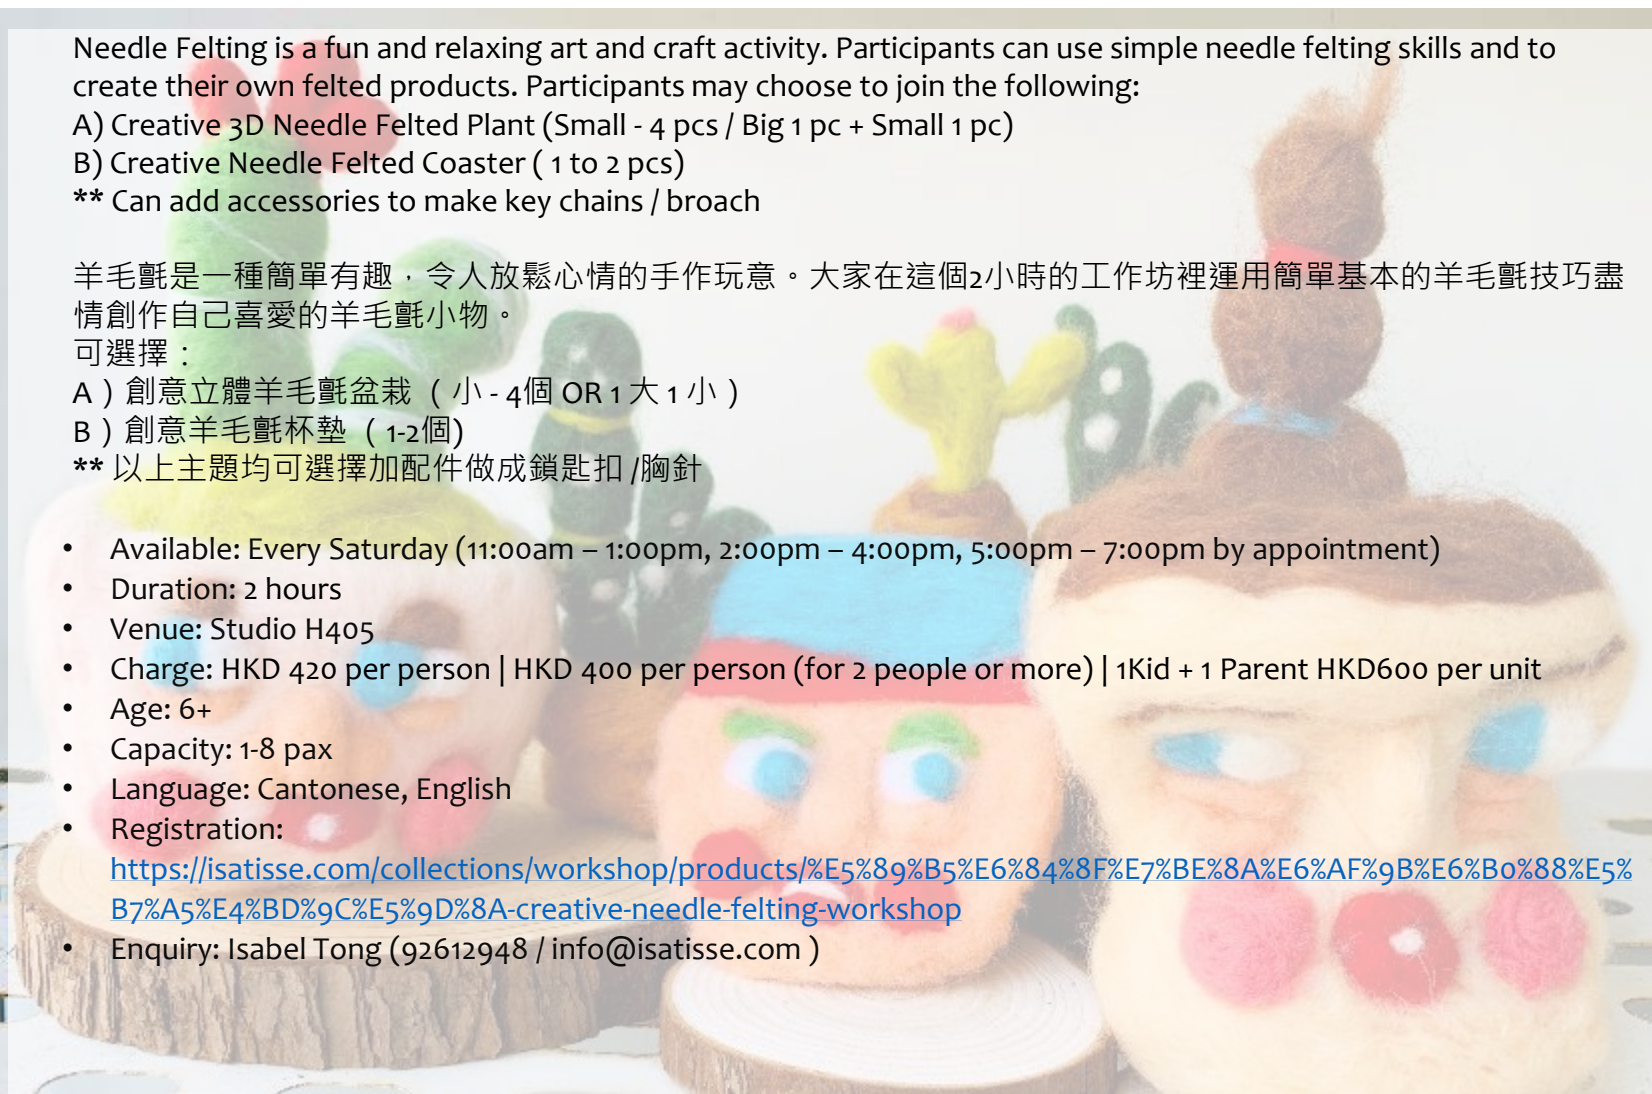 Needle Felting is a fun and relaxing art and craft activity. Participants can use simple needle felting skills and to
create their own felted products. Participants may choose to join the following:
A) Creative 3D Needle Felted Plant (Small - 4 pcs / Big 1 pc + Small 1 pc)
B) Creative Needle Felted Coaster ( 1 to 2 pcs)
** Can add accessories to make key chains / broach
羊毛氈是一種簡單有趣，令人放鬆心情的手作玩意。大家在這個2小時的工作坊裡運用簡單基本的羊毛氈技巧盡
情創作自己喜愛的羊毛氈小物。
可選擇：
A ) 創意立體羊毛氈盆栽 ( 小 - 4個 OR 1 大 1 小 )
B ) 創意羊毛氈杯墊 ( 1-2個)
** 以上主題均可選擇加配件做成鎖匙扣 /胸針
• Available: Every Saturday (11:00am – 1:00pm, 2:00pm – 4:00pm, 5:00pm – 7:00pm by appointment)
• Duration: 2 hours
• Venue: Studio H405
• Charge: HKD 420 per person | HKD 400 per person (for 2 people or more) | 1Kid + 1 Parent HKD600 per unit
• Age: 6+
• Capacity: 1-8 pax
• Language: Cantonese, English
• Registration:
https://isatisse.com/collections/workshop/products/%E5%89%B5%E6%84%8F%E7%BE%8A%E6%AF%9B%E6%B0%88%E5%
B7%A5%E4%BD%9C%E5%9D%8A-creative-needle-felting-workshop
• Enquiry: Isabel Tong (92612948 / info@isatisse.com )